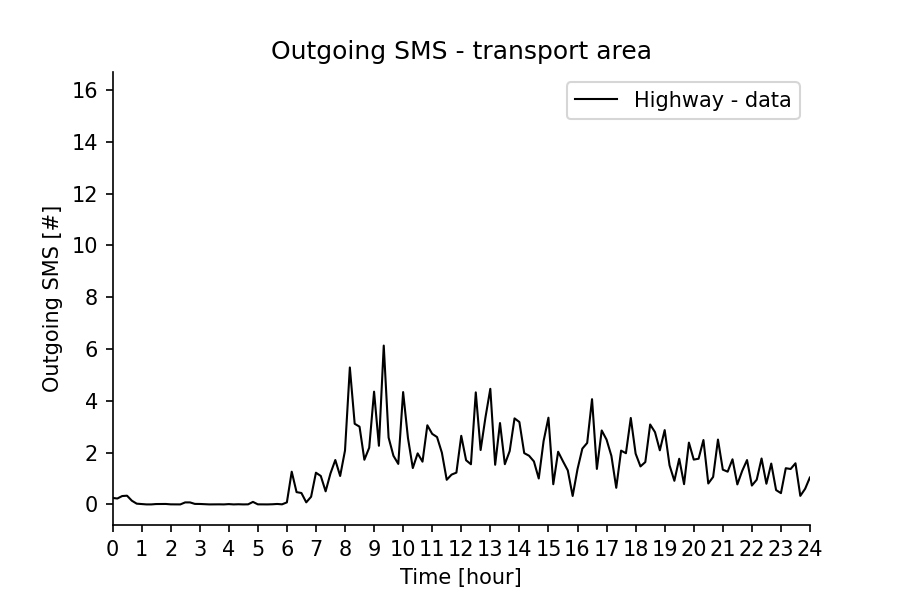 Outgoing SMS - transport area
Highway - data
Outgoing SMS [#]
16
14
12
10
8
6
4
2
0
0 1 2 3 4 5 6 7 8 9 10 11 12 13 14 15 16 17 18 19 20 21 22 23 24
Time [hour]